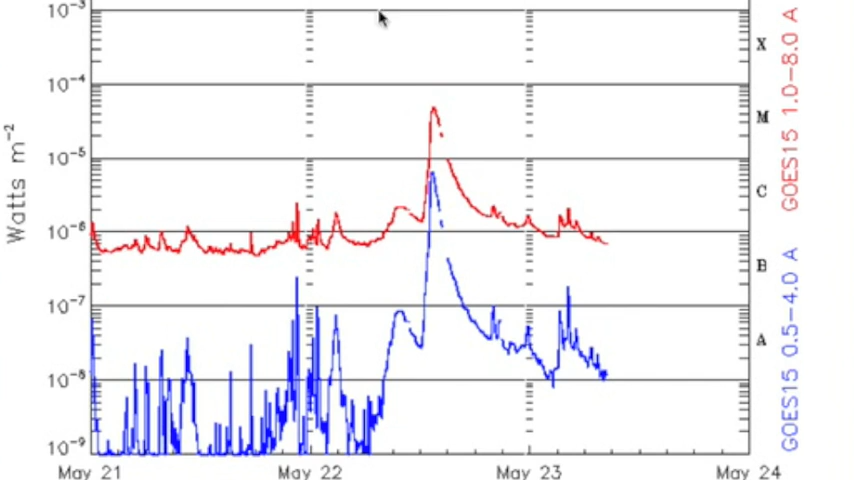 10⁻³
10⁻⁴
10⁻⁵
10⁻⁶
10⁻⁷
10⁻⁸
10⁻⁹
Watts m⁻²
X
M
C
B
A
GOES15 1.0–8.0 A
GOES15 0.5–4.0 A
May 21
May 22
May 23
May 24